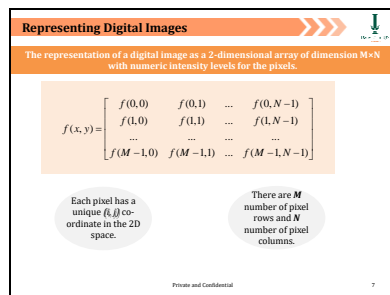 Representing Digital Images
The representation of a digital image as a 2-dimensional array of dimension M×N
with numeric intensity levels for the pixels.
f(x, y) = [ f(0,0) f(0,1) ... f(0, N−1)
f(1,0) f(1,1) ... f(1, N−1)
... ... ... ...
f(M−1,0) f(M−1,1) ... f(M−1, N−1) ]
Each pixel has a
unique (i, j) co-
ordinate in the 2D
space.
There are M
number of pixel
rows and N
number of pixel
columns.
Private and Confidential
7